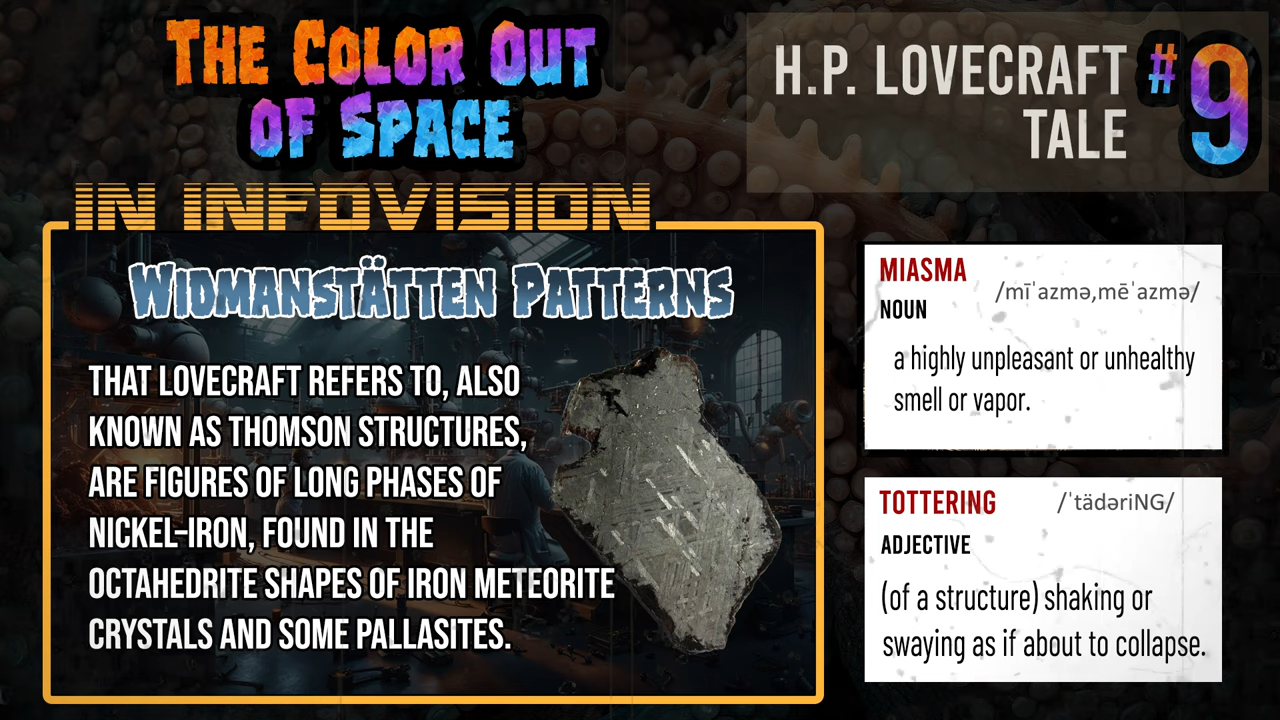 The Color Out
of Space
H.P. LOVECRAFT #9
TALE
IN INFOVISION
Widmanstätten Patterns
THAT LOVECRAFT REFERS TO, ALSO
KNOWN AS THOMSON STRUCTURES,
ARE FIGURES OF LONG PHASES OF
NICKEL-IRON, FOUND IN THE
OCTAHEDRITE SHAPES OF IRON METEORITE
CRYSTALS AND SOME PALLASITES.
MIASMA
/mīˈazmə,mēˈazmə/
NOUN
a highly unpleasant or unhealthy
smell or vapor.
TOTTERING /ˈtädəriNG/
ADJECTIVE
(of a structure) shaking or
swaying as if about to collapse.